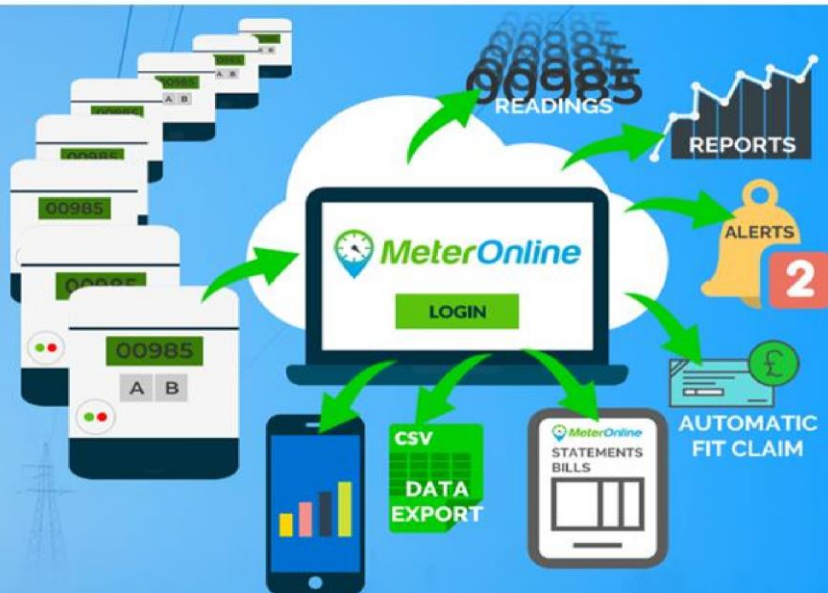 00985
READINGS
REPORTS
ALERTS
2
£
AUTOMATIC
FIT CLAIM
MeterOnline
LOGIN
A B
A B
00985
A B
00985
00985
00985
00985
00985
A B
CSV
DATA
EXPORT
MeterOnline
STATEMENTS
BILLS